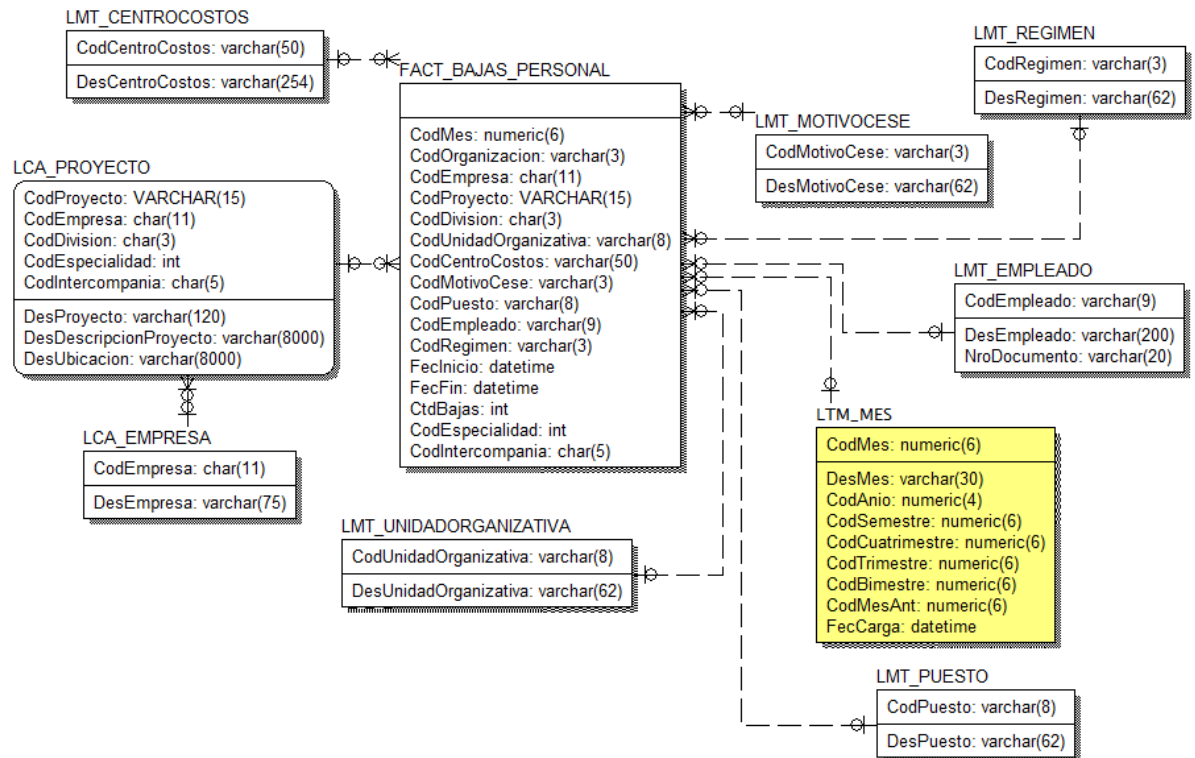 LMT_CENTROCOSTOS
CodCentroCostos: varchar(50)
DesCentroCostos: varchar(254)
FACT_BAJAS_PERSONAL
CodMes: numeric(6)
CodOrganizacion: varchar(3)
CodEmpresa: char(11)
CodProyecto: VARCHAR(15)
CodDivision: char(3)
CodUnidadOrganizativa: varchar(8)
CodCentroCostos: varchar(50)
CodMotivoCese: varchar(3)
CodPuesto: varchar(8)
CodEmpleado: varchar(9)
CodRegimen: varchar(3)
FecInicio: datetime
FecFin: datetime
CtdBajas: int
CodEspecialidad: int
CodIntercompania: char(5)
LMT_REGIMEN
CodRegimen: varchar(3)
DesRegimen: varchar(62)
LMT_MOTIVOCESE
CodMotivoCese: varchar(3)
DesMotivoCese: varchar(62)
LCA_PROYECTO
CodProyecto: VARCHAR(15)
CodEmpresa: char(11)
CodDivision: char(3)
CodEspecialidad: int
CodIntercompania: char(5)
DesProyecto: varchar(120)
DesDescripcionProyecto: varchar(8000)
DesUbicacion: varchar(8000)
LMT_EMPLEADO
CodEmpleado: varchar(9)
DesEmpleado: varchar(200)
NroDocumento: varchar(20)
LCA_EMPRESA
CodEmpresa: char(11)
DesEmpresa: varchar(75)
LTM_MES
CodMes: numeric(6)
DesMes: varchar(30)
CodAnio: numeric(4)
CodSemestre: numeric(6)
CodCuatrimestre: numeric(6)
CodTrimestre: numeric(6)
CodBimestre: numeric(6)
CodMesAnt: numeric(6)
FecCarga: datetime
LMT_UNIDADORGANIZATIVA
CodUnidadOrganizativa: varchar(8)
DesUnidadOrganizativa: varchar(62)
LMT_PUESTO
CodPuesto: varchar(8)
DesPuesto: varchar(62)